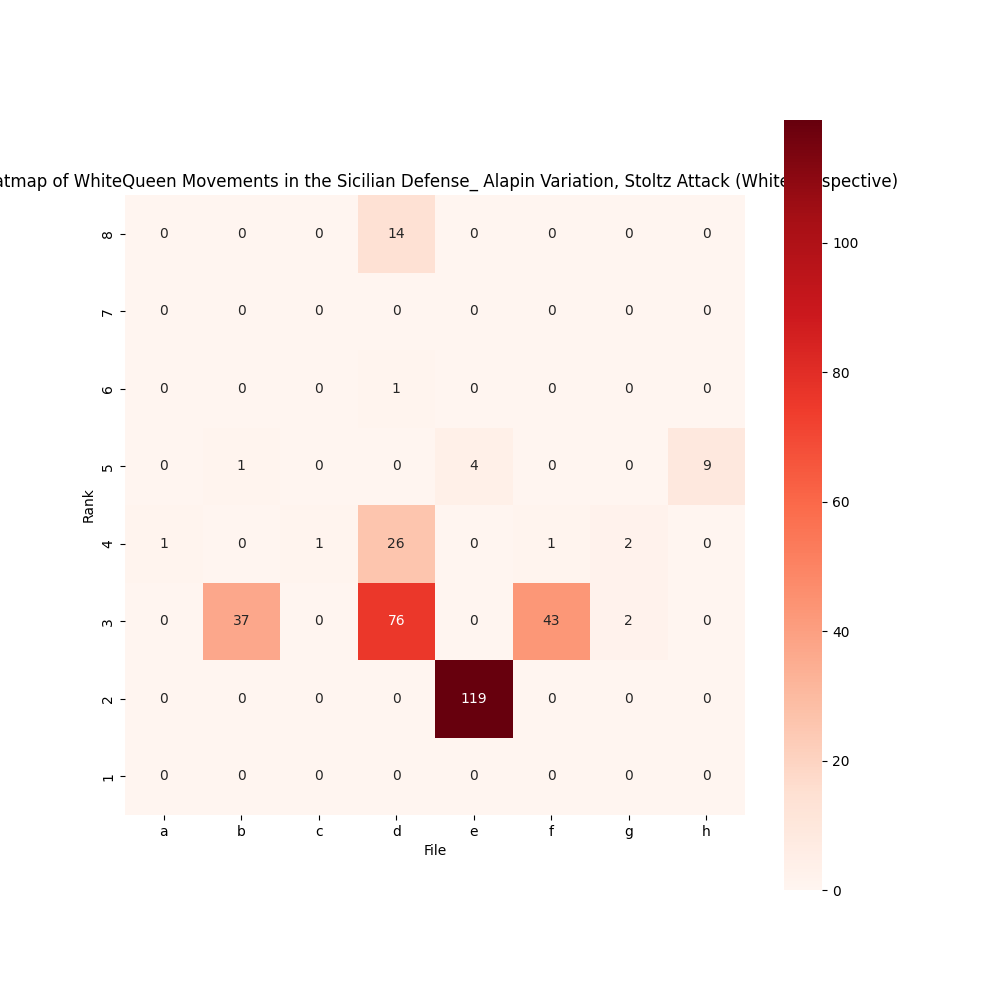 atmap of WhiteQueen Movements in the Sicilian Defense_ Alapin Variation, Stoltz Attack (White spective)
8 0 0 0 14 0 0 0 0
7 0 0 0 0 0 0 0 0
6 0 0 0 1 0 0 0 0
5 0 1 0 0 4 0 0 9
4 1 0 1 26 0 1 2 0
3 0 37 0 76 0 43 2 0
2 0 0 0 0 119 0 0 0
1 0 0 0 0 0 0 0 0
Rank
a b c d e f g h
File
100
80
60
40
20
0